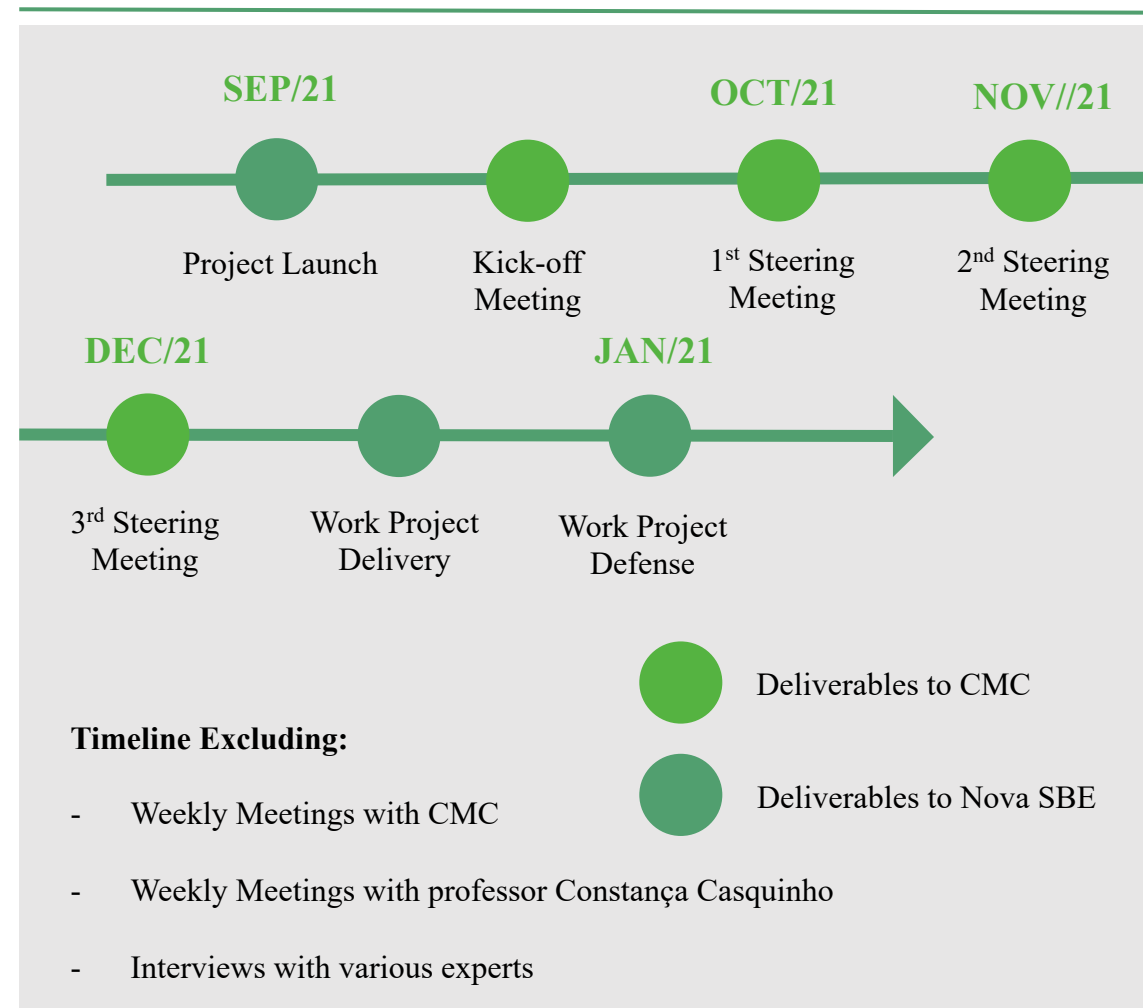 SEP/21
OCT/21
NOV//21
Project Launch
Kick-off
Meeting
1st Steering
Meeting
2nd Steering
Meeting
DEC/21
JAN/21
3rd Steering
Meeting
Work Project
Delivery
Work Project
Defense
Deliverables to CMC
Deliverables to Nova SBE
Timeline Excluding:
- Weekly Meetings with CMC
- Weekly Meetings with professor Constança Casquinho
- Interviews with various experts